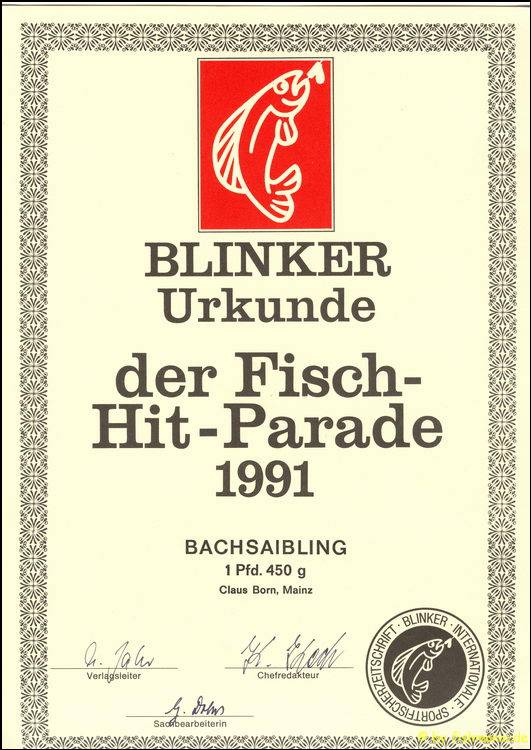 BLINKER
Urkunde
der Fisch-
Hit-Parade
1991
BACHSAIBLING
1 Pfd. 450 g
Claus Born, Mainz
Verlagsleiter
Chefredakteur
Sachbearbeiterin
BLINKER · INTERNATIONALE · SPORTFISCHERZEITSCHRIFT ·